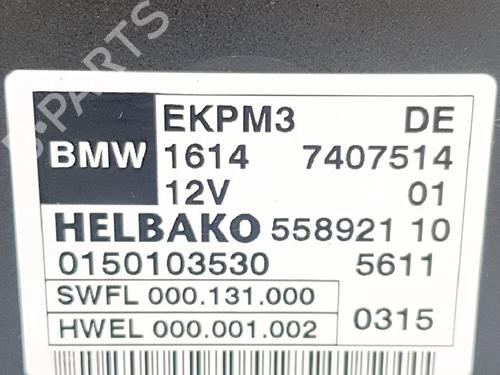 B-PARTS
EKPM3 DE
BMW 1614 7407514
12V 01
HELBAKO 558921 10
0150103530 5611
SWFL 000.131.000
HWEL 000.001.002 0315